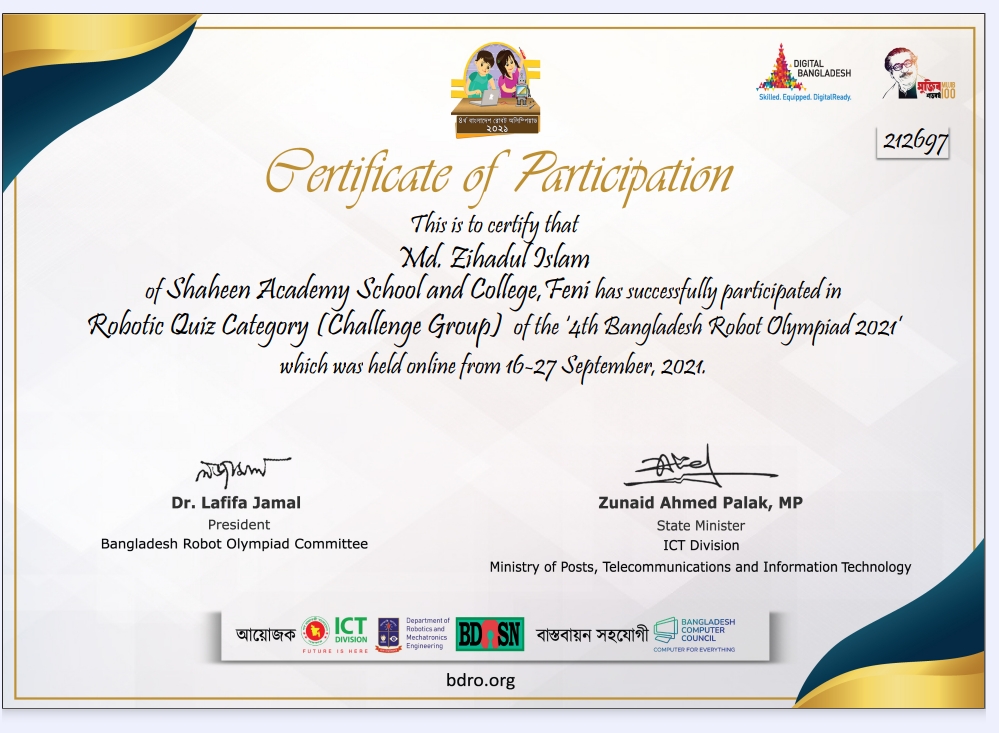 ৪র্থ বাংলাদেশ রোবট অলিম্পিয়াড
২০২১
DIGITAL
BANGLADESH
Skilled. Equipped. DigitalReady.
মুজিব
শতবর্ষ
MUJIB
100
212697
Certificate of Participation
This is to certify that
Md. Zihadul Islam
of Shaheen Academy School and College, Feni has successfully participated in
Robotic Quiz Category (Challenge Group) of the '4th Bangladesh Robot Olympiad 2021'
which was held online from 16-27 September, 2021.
Dr. Lafifa Jamal
President
Bangladesh Robot Olympiad Committee
Zunaid Ahmed Palak, MP
State Minister
ICT Division
Ministry of Posts, Telecommunications and Information Technology
আয়োজক
ICT
DIVISION
FUTURE IS HERE
Department of
Robotics and
Mechatronics
Engineering
BDOSN
বাস্তবায়ন সহযোগী
BANGLADESH
COMPUTER
COUNCIL
COMPUTER FOR EVERYTHING
bdro.org